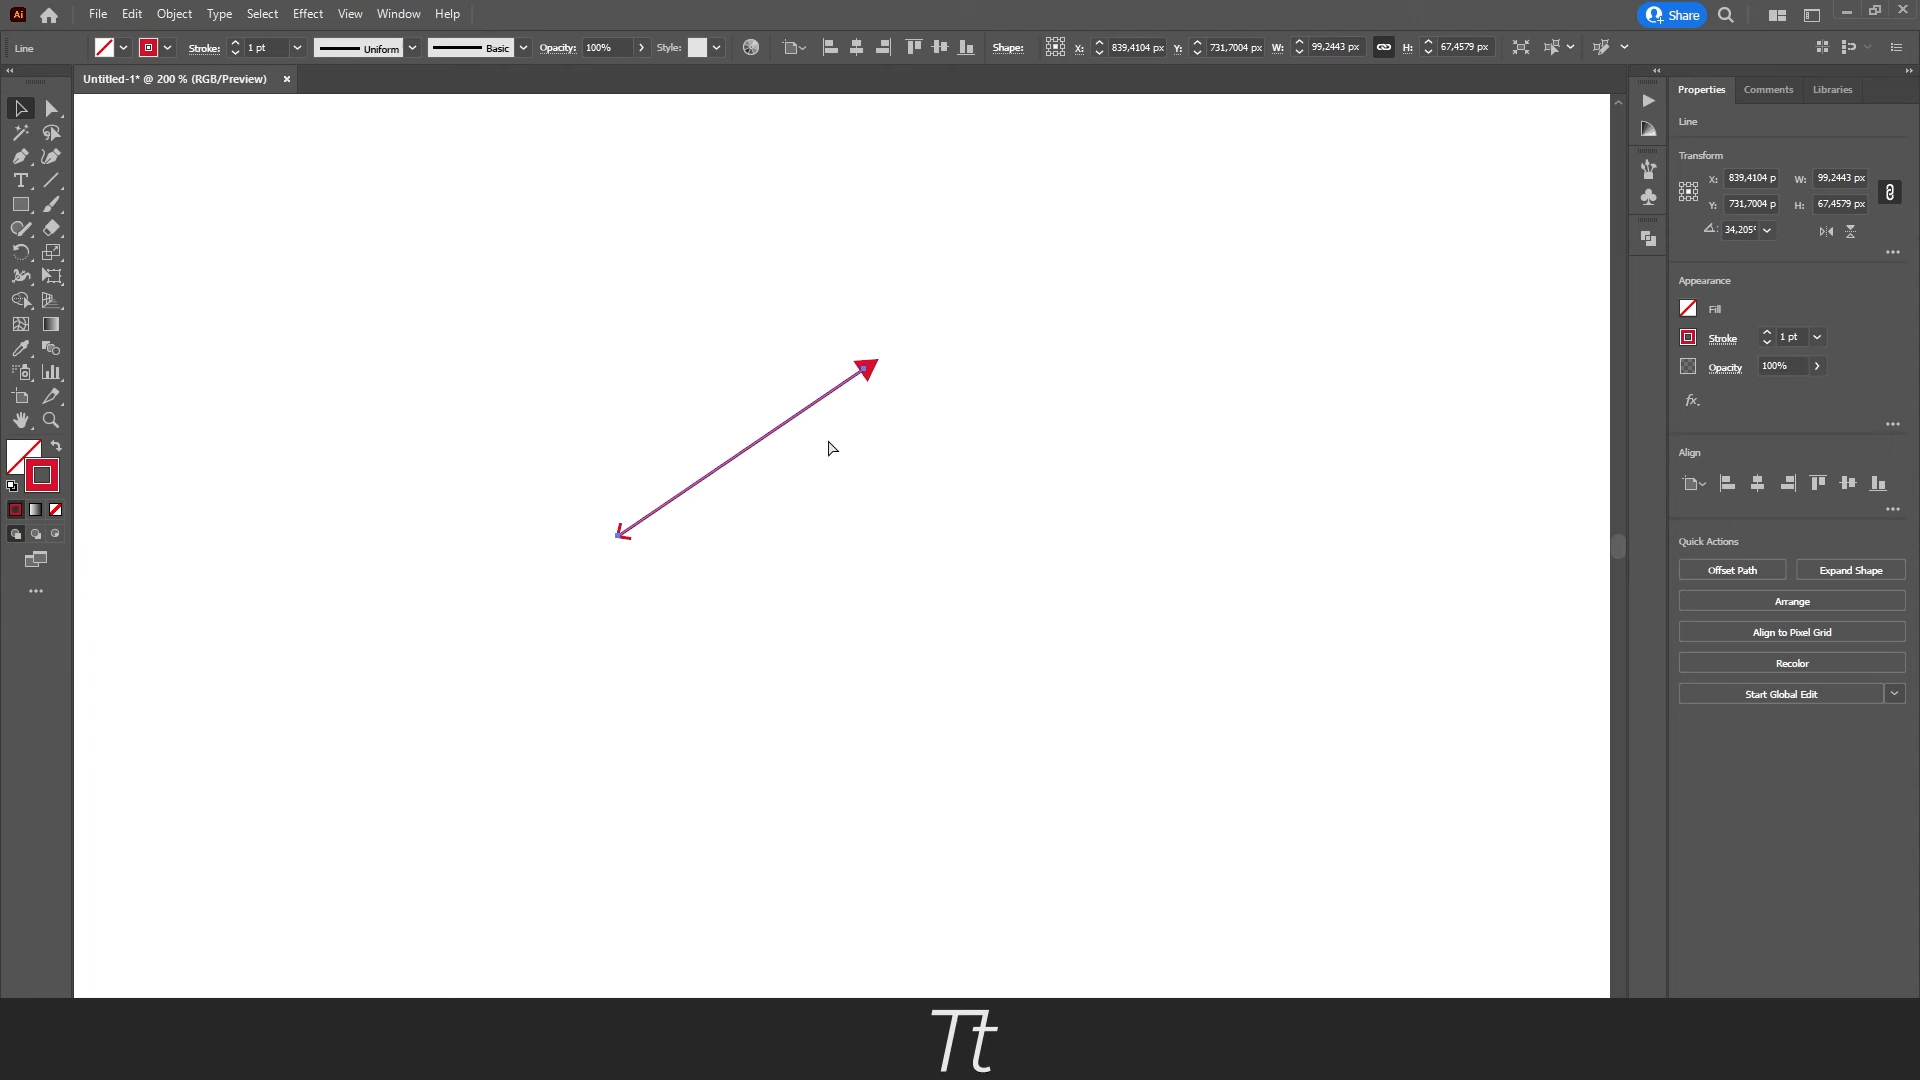 Ai File Edit Object Type Select Effect View Window Help Share
Line Stroke: 1 pt Uniform Basic Opacity: 100% Style: Shape: X: 839,4104 px Y: 731,7004 px W: 99,2443 px H: 67,4579 px
Untitled-1* @ 200 % (RGB/Preview)
Properties Comments Libraries
Line
Transform
X: 839,4104 p W: 99,2443 px
Y: 731,7004 p H: 67,4579 px
34,205°
Appearance
Fill
Stroke 1 pt
Opacity 100%
fx.
Align
Quick Actions
Offset Path Expand Shape
Arrange
Align to Pixel Grid
Recolor
Start Global Edit
Tt